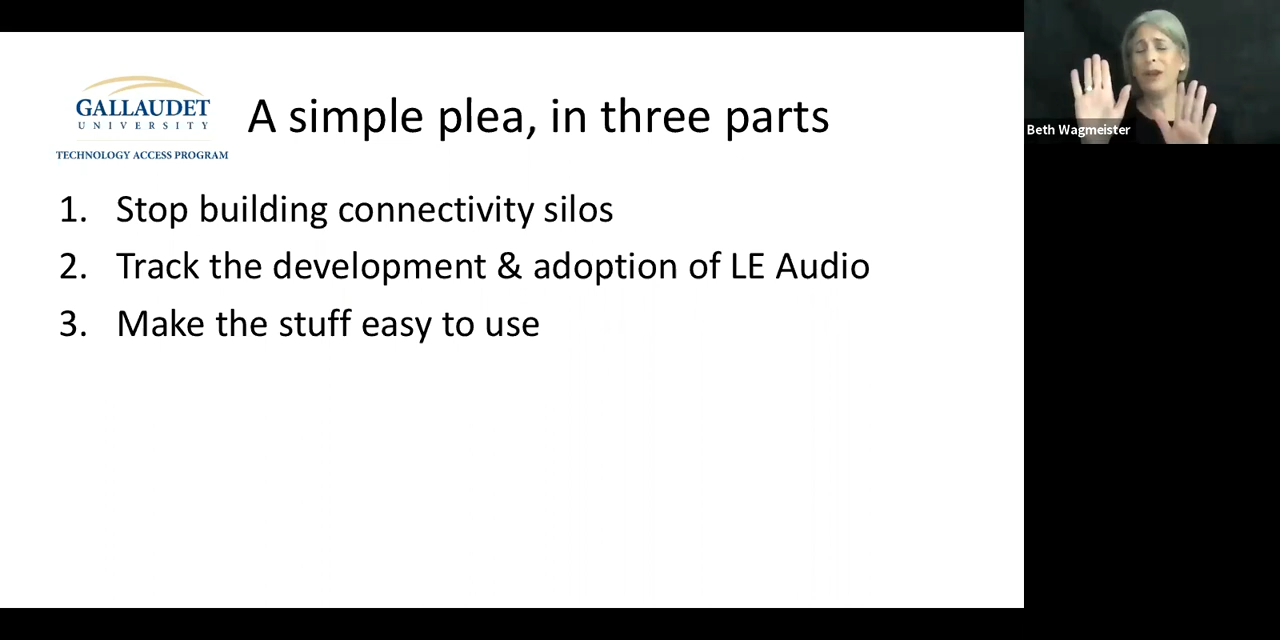 GALLAUDET
UNIVERSITY
TECHNOLOGY ACCESS PROGRAM
A simple plea, in three parts
1. Stop building connectivity silos
2. Track the development & adoption of LE Audio
3. Make the stuff easy to use
Beth Wagmeister